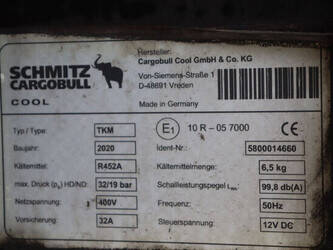 SCHMITZ
CARGOBULL
COOL
Hersteller:
Cargobull Cool GmbH & Co. KG
Von-Siemens-Straße 1
D-48691 Vreden
Made in Germany
Typ / Type: TKM E1 10 R - 05 7000
Baujahr: 2020 Ident-Nr.: 5800014660
Kältemittel: R452A Kältemittelmenge: 6,5 kg
max. Druck (ps) HD/ND: 32/19 bar Schallleistungspegel LWA: 99,8 db(A)
Netzspannung: 400V Frequenz: 50Hz
Vorsicherung: 32A Steuerspannung: 12V DC